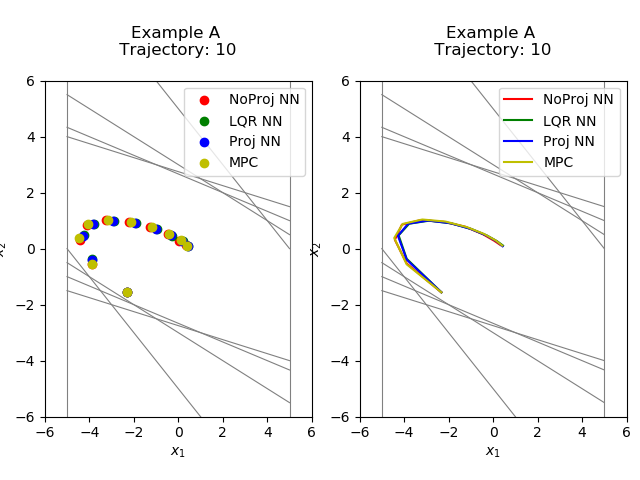 Example A
Trajectory: 10
6
4
2
0
−2
−4
−6
x₂
−6
−4
−2
0
2
4
6
x₁
NoProj NN
LQR NN
Proj NN
MPC
Example A
Trajectory: 10
6
4
2
0
−2
−4
−6
x₂
−6
−4
−2
0
2
4
6
x₁
NoProj NN
LQR NN
Proj NN
MPC